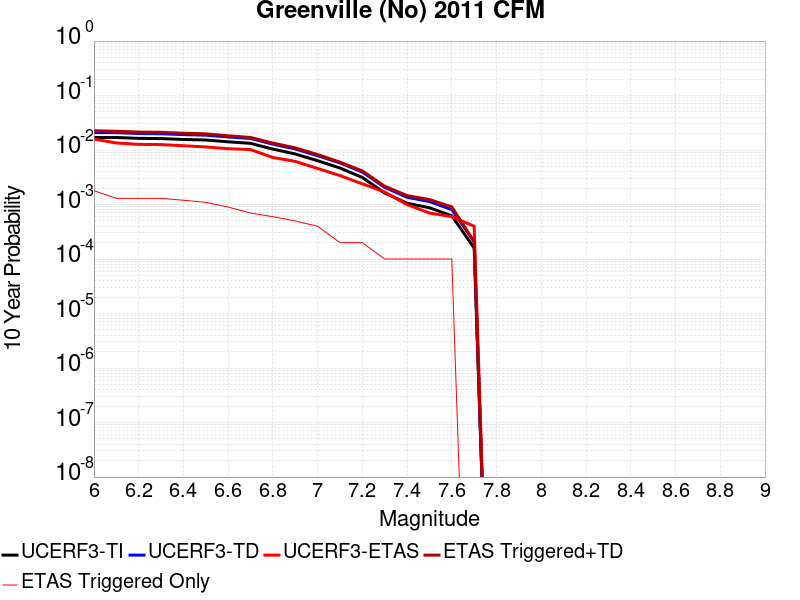 Greenville (No) 2011 CFM
10^0
10^-1
10^-2
10^-3
10^-4
10^-5
10^-6
10^-7
10^-8
10 Year Probability
6 6.2 6.4 6.6 6.8 7 7.2 7.4 7.6 7.8 8 8.2 8.4 8.6 8.8 9
Magnitude
UCERF3-TI UCERF3-TD UCERF3-ETAS ETAS Triggered+TD
ETAS Triggered Only